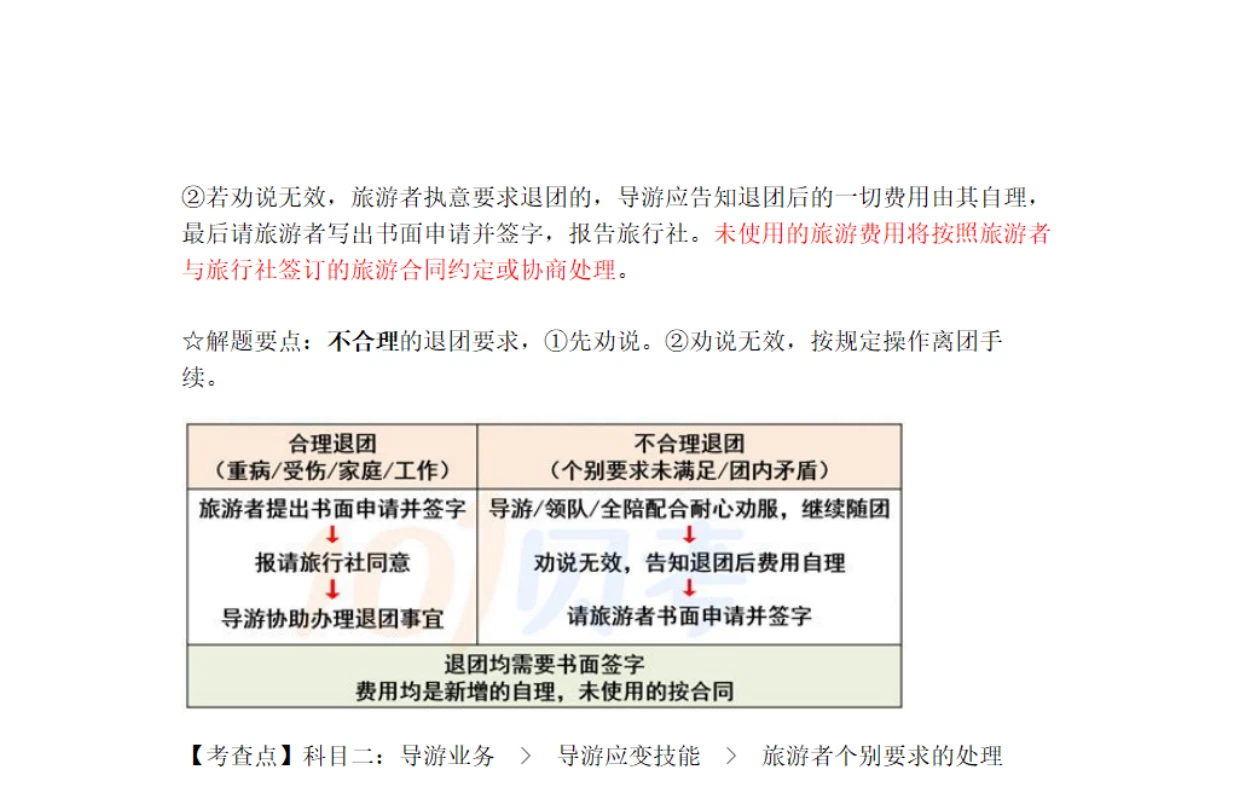 ②若劝说无效，旅游者执意要求退团的，导游应告知退团后的一切费用由其自理，
最后请旅游者写出书面申请并签字，报告旅行社。未使用的旅游费用将按照旅游者
与旅行社签订的旅游合同约定或协商处理。
☆解题要点：不合理的退团要求，①先劝说。②劝说无效，按规定操作离团手
续。
合理退团
（重病/受伤/家庭/工作）
不合理退团
（个别要求未满足/团内矛盾）
旅游者提出书面申请并签字
↓
报请旅行社同意
↓
导游协助办理退团事宜
导游/领队/全陪配合耐心劝服，继续随团
↓
劝说无效，告知退团后费用自理
↓
请旅游者书面申请并签字
退团均需要书面签字
费用均是新增的自理，未使用的按合同
101贝考
【考查点】科目二：导游业务 > 导游应变技能 > 旅游者个别要求的处理